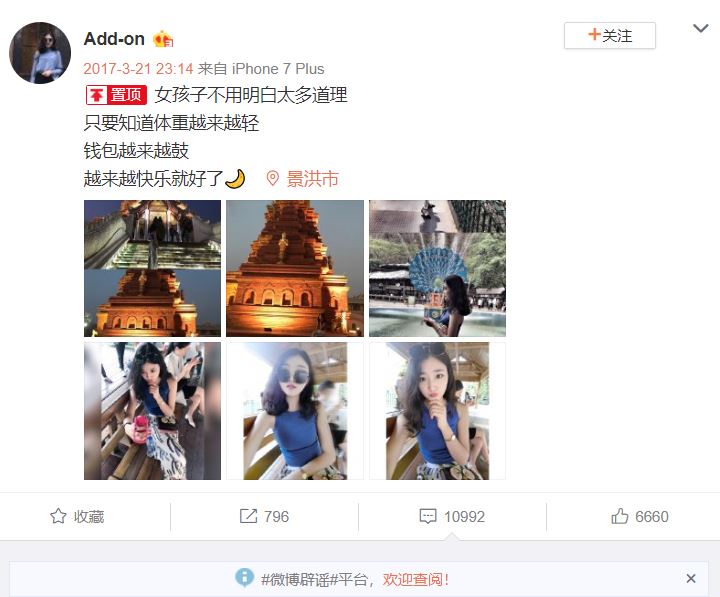 Add-on
+关注
2017-3-21 23:14 来自 iPhone 7 Plus
置顶 女孩子不用明白太多道理
只要知道体重越来越轻
钱包越来越鼓
越来越快乐就好了 景洪市
收藏 796 10992 6660
#微博辟谣#平台，欢迎查阅！